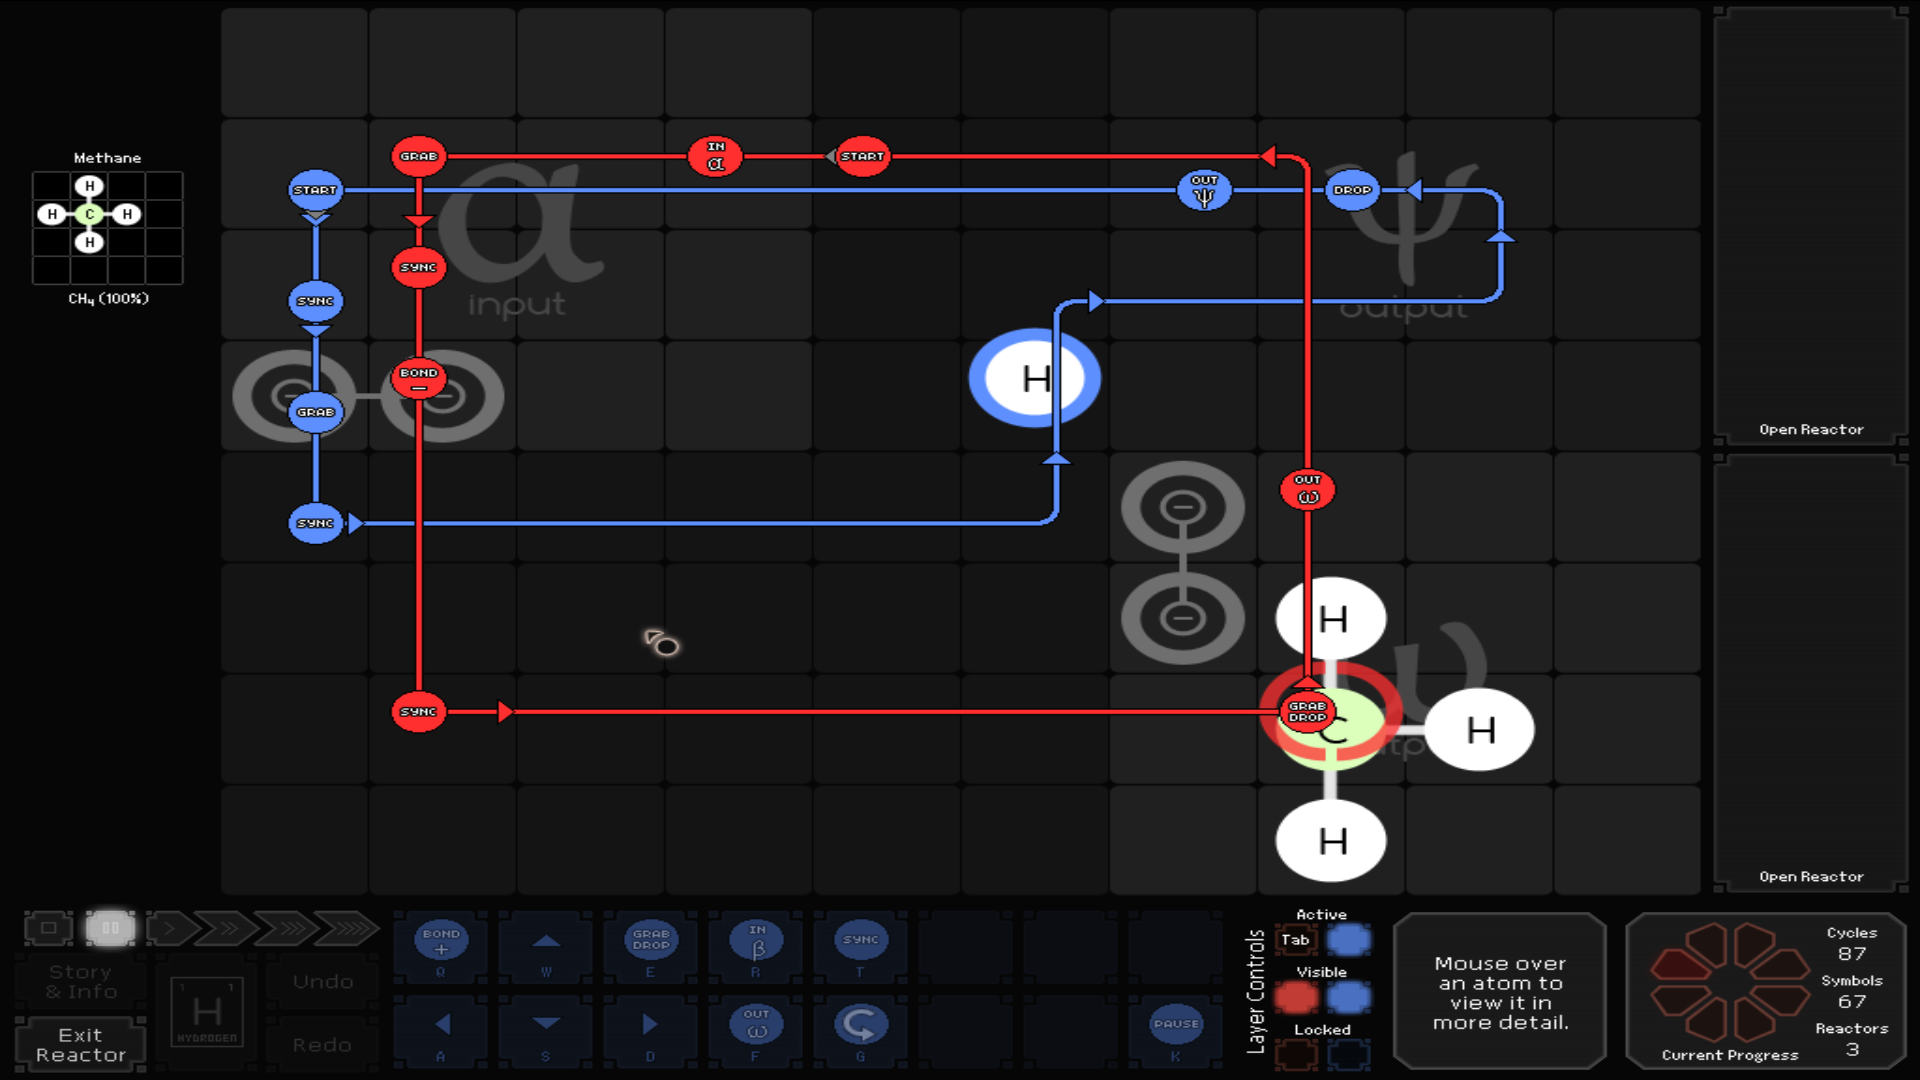 Methane
H
H C H
H
CH₄ (100%)
GRAB
IN
α
START
START
OUT
ψ
DROP
SYNC
SYNC
α
input
ψ
output
BOND
−
GRAB
H
SYNC
OUT
ω
H
SYNC
GRAB
DROP
C
H
H
Open Reactor
Open Reactor
Story
& Info
Exit
Reactor
1 1
H
HYDROGEN
Undo
Redo
BOND
+
Q
W
GRAB
DROP
E
IN
β
R
SYNC
T
A
S
D
OUT
ω
F
G
PAUSE
K
Layer Controls
Active
Tab
Visible
Locked
Mouse over
an atom to
view it in
more detail.
Cycles
87
Symbols
67
Reactors
3
Current Progress